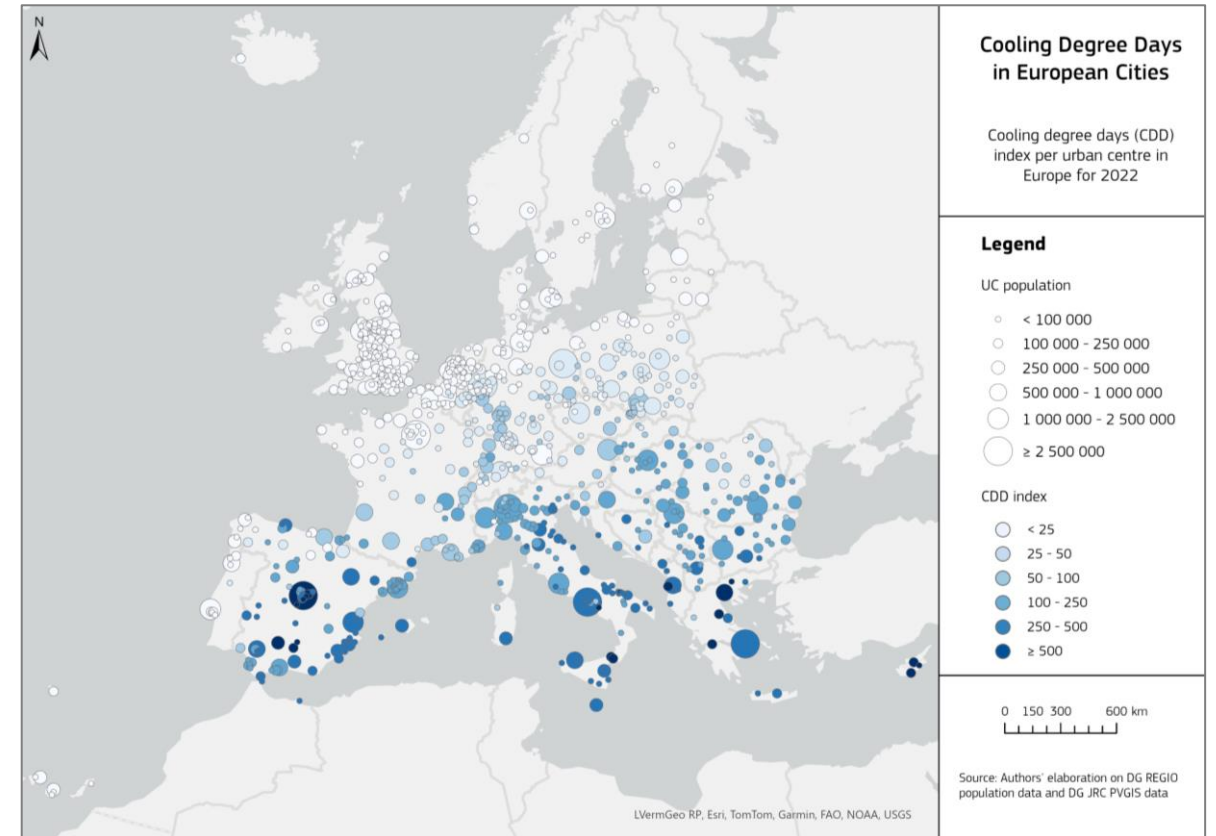 N
Cooling Degree Days
in European Cities
Cooling degree days (CDD)
index per urban centre in
Europe for 2022
Legend
UC population
< 100 000
100 000 - 250 000
250 000 - 500 000
500 000 - 1 000 000
1 000 000 - 2 500 000
≥ 2 500 000
CDD index
< 25
25 - 50
50 - 100
100 - 250
250 - 500
≥ 500
0 150 300 600 km
Source: Authors' elaboration on DG REGIO
population data and DG JRC PVGIS data
LVermGeo RP, Esri, TomTom, Garmin, FAO, NOAA, USGS